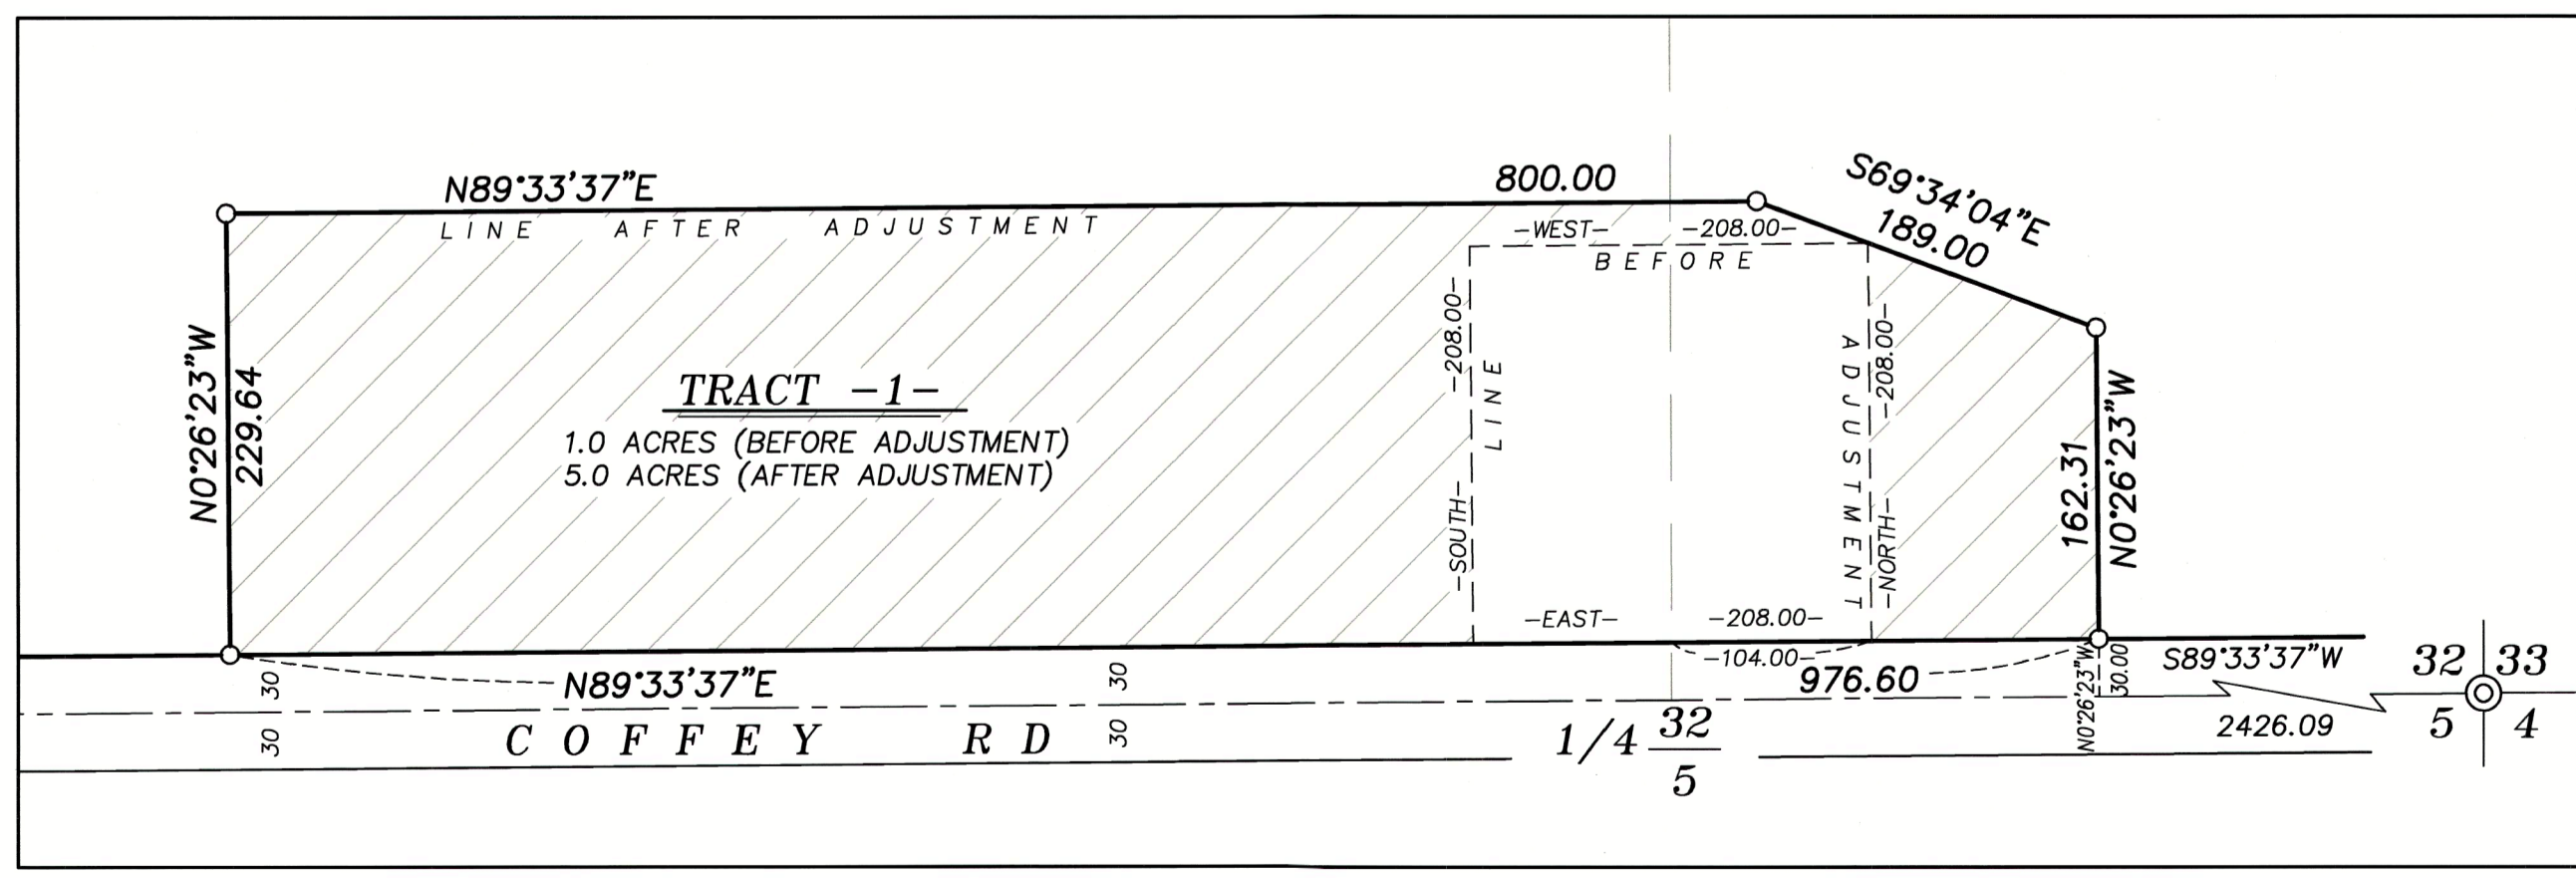 N89°33'37"E
800.00
S69°34'04"E
189.00
LINE AFTER ADJUSTMENT
-WEST- -208.00-
BEFORE
N0°26'23"W
229.64
TRACT -1-
1.0 ACRES (BEFORE ADJUSTMENT)
5.0 ACRES (AFTER ADJUSTMENT)
-208.00-
-SOUTH-
LINE
ADJUSTMENT
-208.00-
-NORTH-
162.31
N0°26'23"W
-EAST- -208.00-
-104.00-
976.60
N89°33'37"E
30
30
30
30
COFFEY RD
1/4 32
5
N0°26'23"W
30.00
S89°33'37"W
2426.09
32 33
5 4